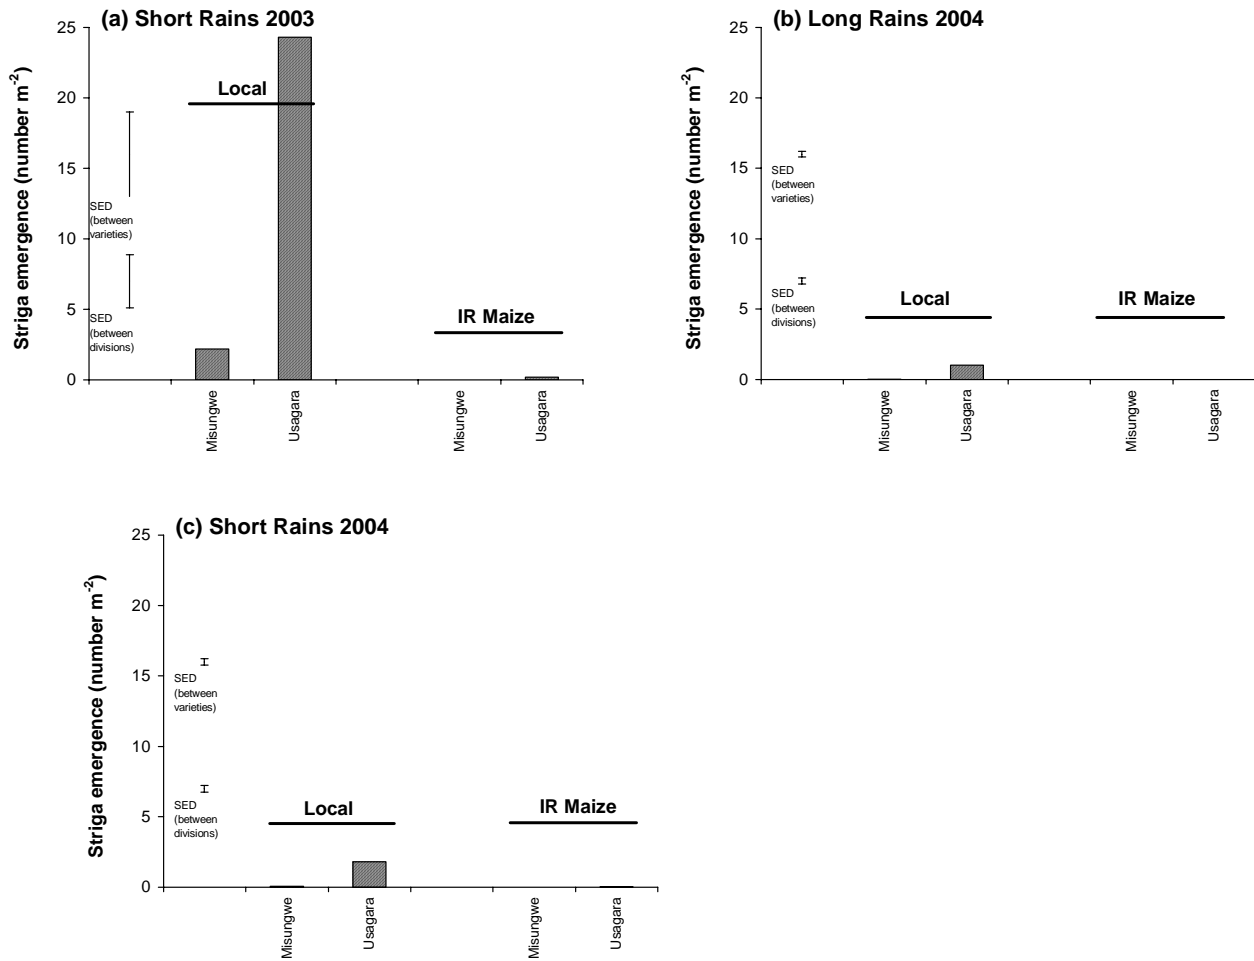 (a) Short Rains 2003
Striga emergence (number m-2)
25
20
15
10
5
0
SED
(between
varieties)
SED
(between
divisions)
Local
IR Maize
Misungwe
Usagara
Misungwe
Usagara
(b) Long Rains 2004
Striga emergence (number m-2)
25
20
15
10
5
0
SED
(between
varieties)
SED
(between
divisions)
Local
IR Maize
Misungwe
Usagara
Misungwe
Usagara
(c) Short Rains 2004
Striga emergence (number m-2)
25
20
15
10
5
0
SED
(between
varieties)
SED
(between
divisions)
Local
IR Maize
Misungwe
Usagara
Misungwe
Usagara